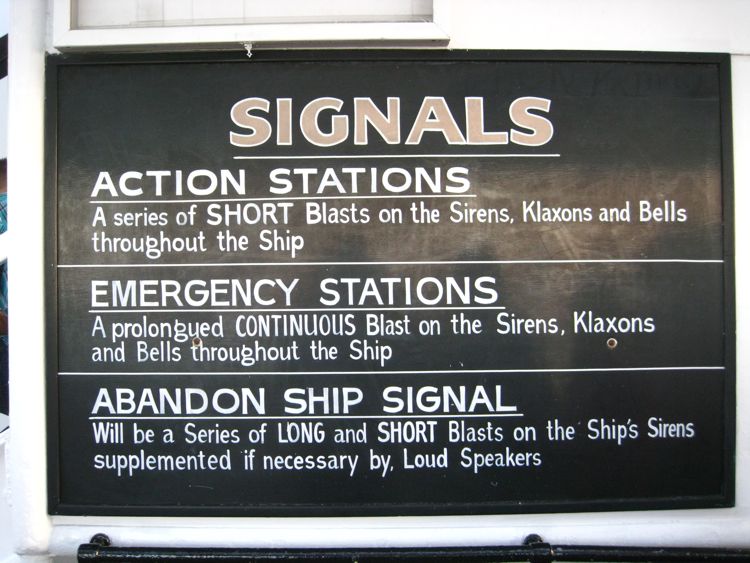 SIGNALS
ACTION STATIONS
A series of SHORT Blasts on the Sirens, Klaxons and Bells
throughout the Ship
EMERGENCY STATIONS
A prolongued CONTINUOUS Blast on the Sirens, Klaxons
and Bells throughout the Ship
ABANDON SHIP SIGNAL
Will be a Series of LONG and SHORT Blasts on the Ship's Sirens
supplemented if necessary by, Loud Speakers